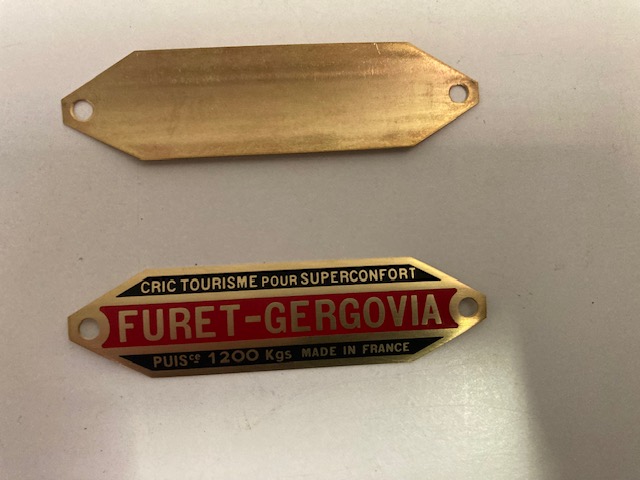 CRIC TOURISME POUR SUPERCONFORT
FURET-GERGOVIA
PUISce 1200 Kgs MADE IN FRANCE